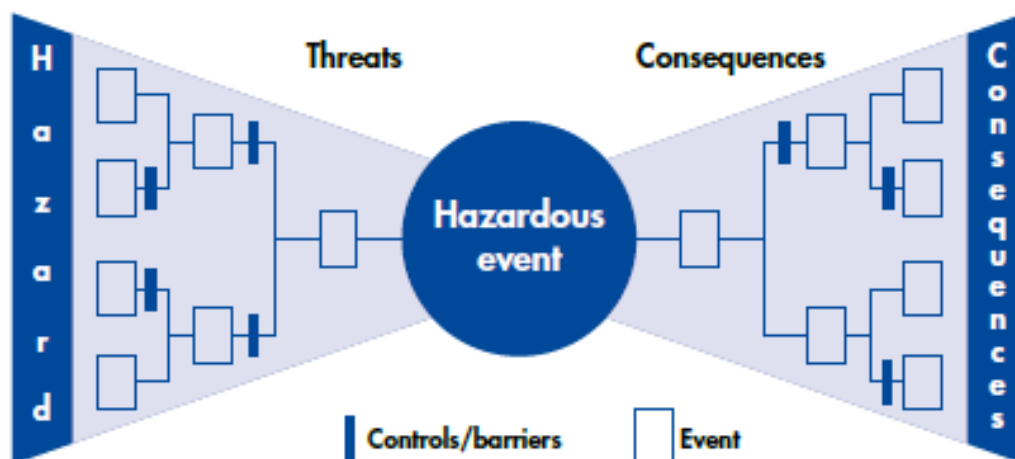 Hazard
Threats
Consequences
Hazardous
event
Consequences
Controls/barriers
Event